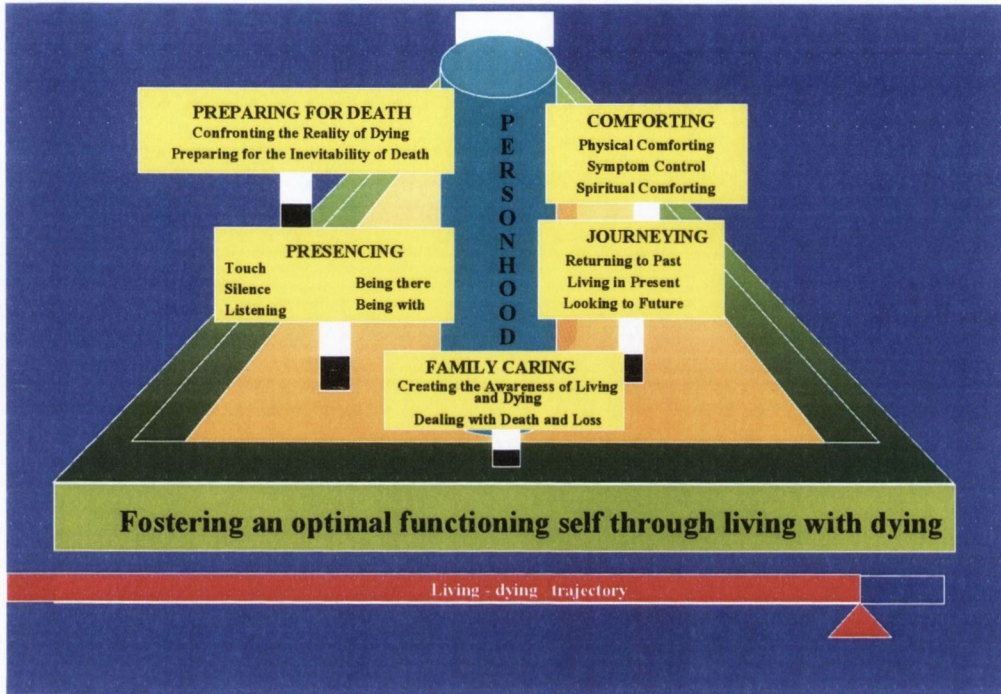 PREPARING FOR DEATH
Confronting the Reality of Dying
Preparing for the Inevitability of Death
PERSONHOOD
COMFORTING
Physical Comforting
Symptom Control
Spiritual Comforting
PRESENCING
Touch
Silence
Listening
Being there
Being with
JOURNEYING
Returning to Past
Living in Present
Looking to Future
FAMILY CARING
Creating the Awareness of Living
and Dying
Dealing with Death and Loss
Fostering an optimal functioning self through living with dying
Living - dying trajectory